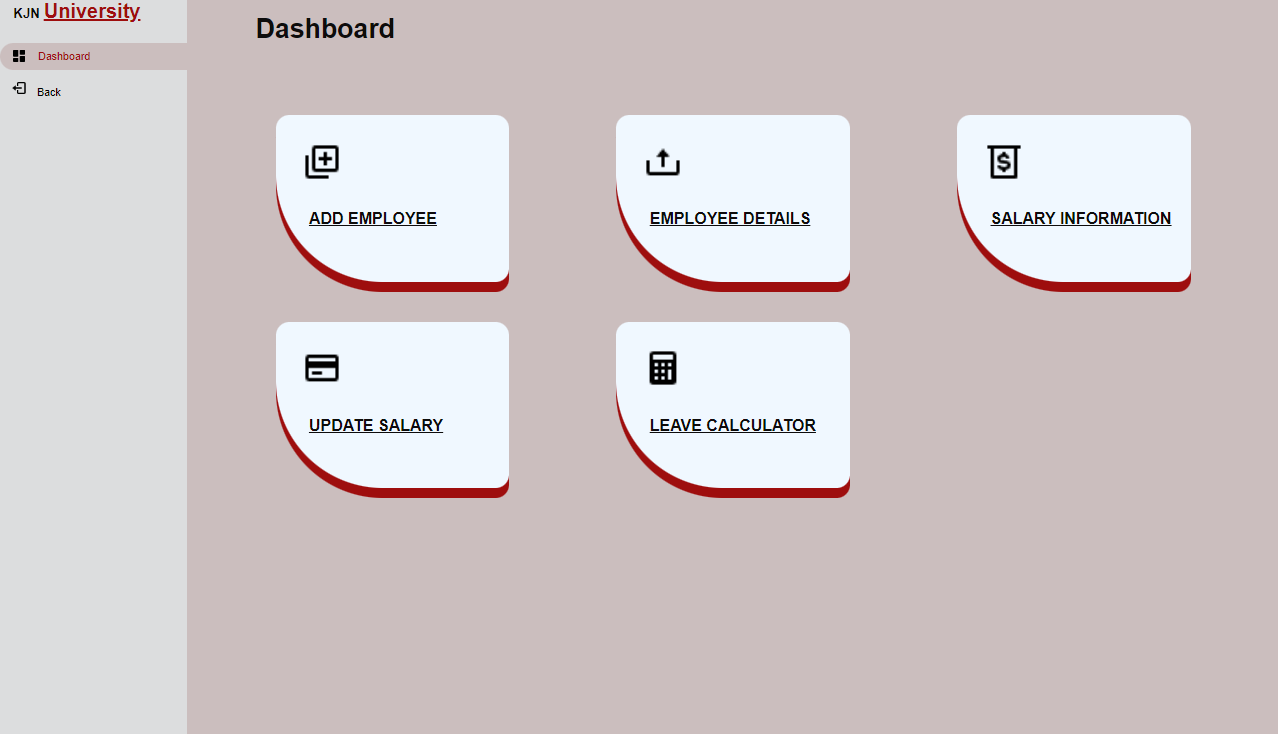 KJN University
Dashboard
Dashboard
Back
ADD EMPLOYEE
EMPLOYEE DETAILS
SALARY INFORMATION
UPDATE SALARY
LEAVE CALCULATOR